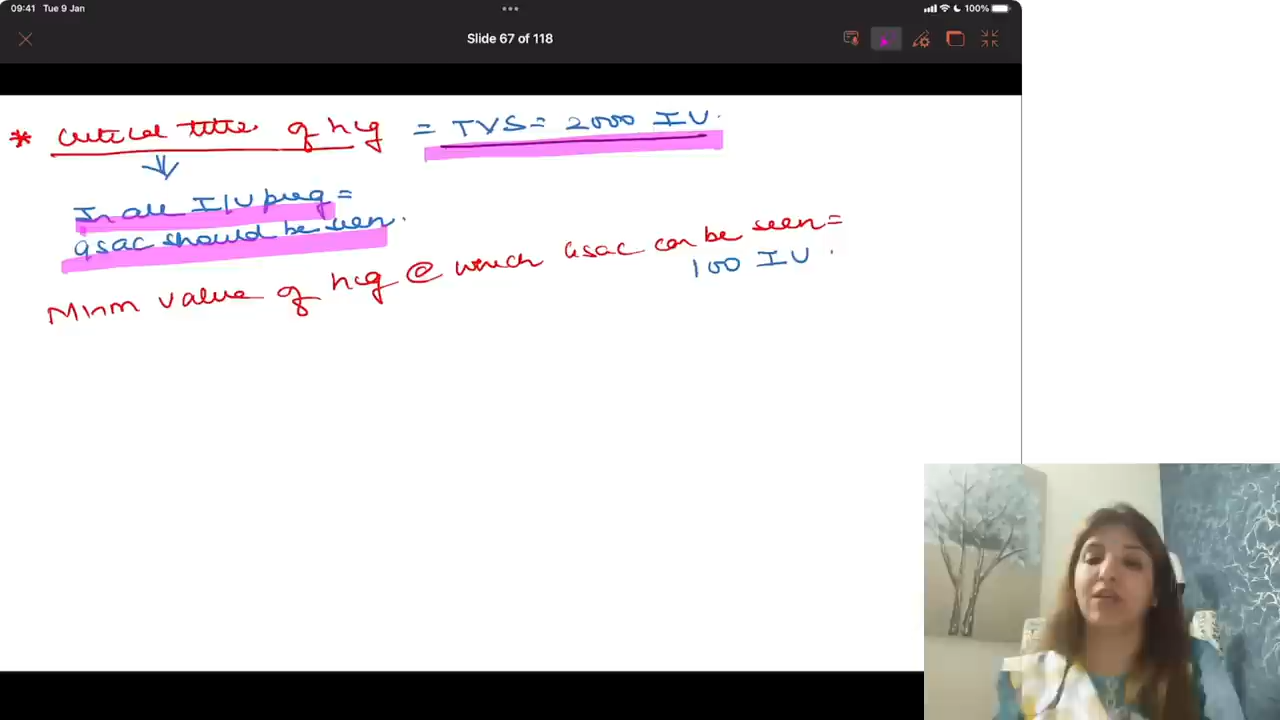 09:41 Tue 9 Jan
100%
Slide 67 of 118
* Critical titre of hcg = TVS = 2000 IU.
In all I/U preg =
gsac should be seen.
Minm value of hcg @ which Gsac can be seen =
100 IU.